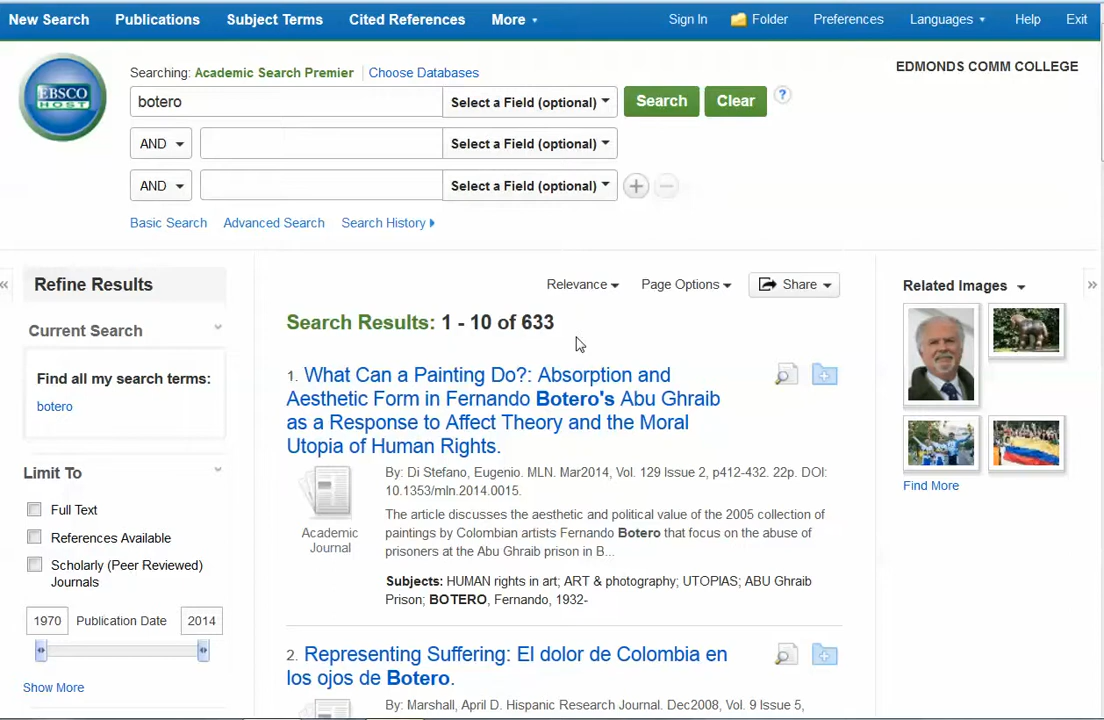 New Search Publications Subject Terms Cited References More Sign In Folder Preferences Languages Help Exit
EBSCO
HOST
Searching: Academic Search Premier Choose Databases
EDMONDS COMM COLLEGE
botero Select a Field (optional) Search Clear ?
AND Select a Field (optional)
AND Select a Field (optional)
Basic Search Advanced Search Search History
Refine Results
Current Search
Find all my search terms:
botero
Limit To
Full Text
References Available
Scholarly (Peer Reviewed)
Journals
1970 Publication Date 2014
Show More
Relevance Page Options Share
Search Results: 1 - 10 of 633
1. What Can a Painting Do?: Absorption and
Aesthetic Form in Fernando Botero's Abu Ghraib
as a Response to Affect Theory and the Moral
Utopia of Human Rights.
Academic
Journal
By: Di Stefano, Eugenio. MLN. Mar2014, Vol. 129 Issue 2, p412-432. 22p. DOI:
10.1353/mln.2014.0015.
The article discusses the aesthetic and political value of the 2005 collection of
paintings by Colombian artists Fernando Botero that focus on the abuse of
prisoners at the Abu Ghraib prison in B...
Subjects: HUMAN rights in art; ART & photography; UTOPIAS; ABU Ghraib
Prison; BOTERO, Fernando, 1932-
2. Representing Suffering: El dolor de Colombia en
los ojos de Botero.
By: Marshall, April D. Hispanic Research Journal. Dec2008, Vol. 9 Issue 5,
Related Images
Find More